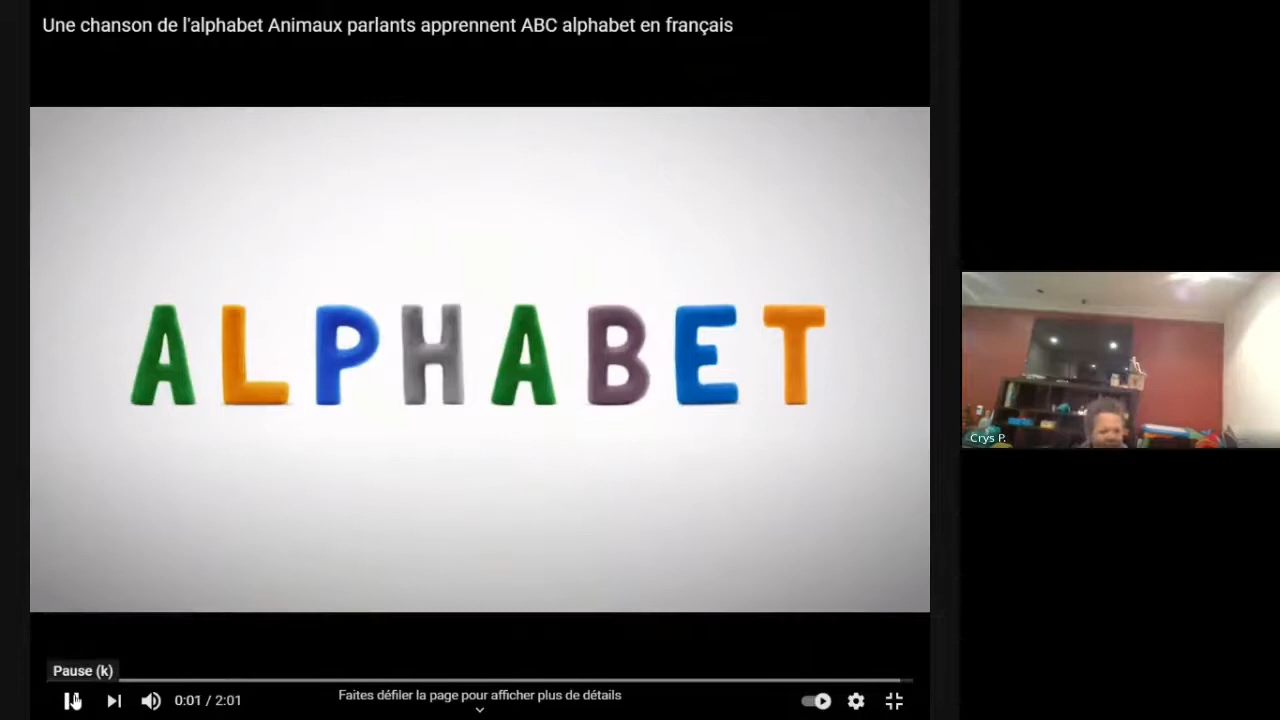 Une chanson de l'alphabet Animaux parlants apprennent ABC alphabet en français
ALPHABET
Crys P.
Pause (k)
0:01 / 2:01
Faites défiler la page pour afficher plus de détails